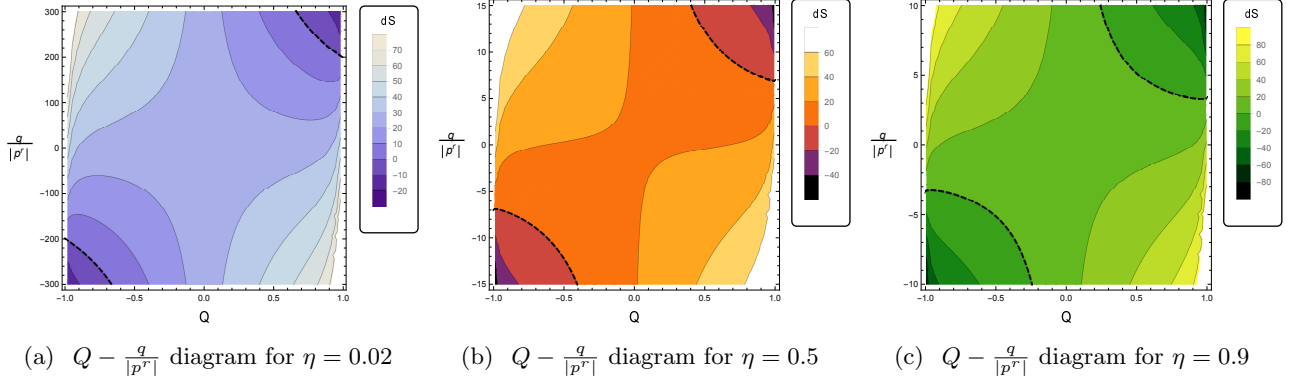 dS
dS
dS
300
200
100
0
-100
-200
-300
q
|p^r|
-1.0 -0.5 0.0 0.5 1.0
Q
70
60
50
40
30
20
10
0
-10
-20
15
10
5
0
-5
-10
-15
q
|p^r|
-1.0 -0.5 0.0 0.5 1.0
Q
60
40
20
0
-20
-40
10
5
0
-5
-10
q
|p^r|
-1.0 -0.5 0.0 0.5 1.0
Q
80
60
40
20
0
-20
-40
-60
-80
(a) Q − q/|p^r| diagram for η = 0.02
(b) Q − q/|p^r| diagram for η = 0.5
(c) Q − q/|p^r| diagram for η = 0.9